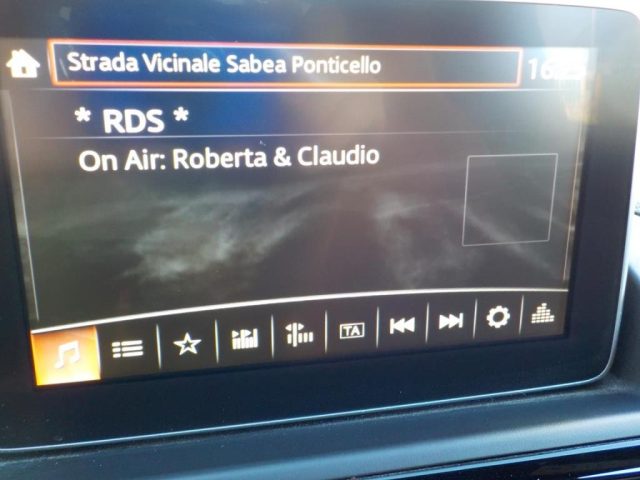 Strada Vicinale Sabea Ponticello
* RDS *
On Air: Roberta & Claudio
TA